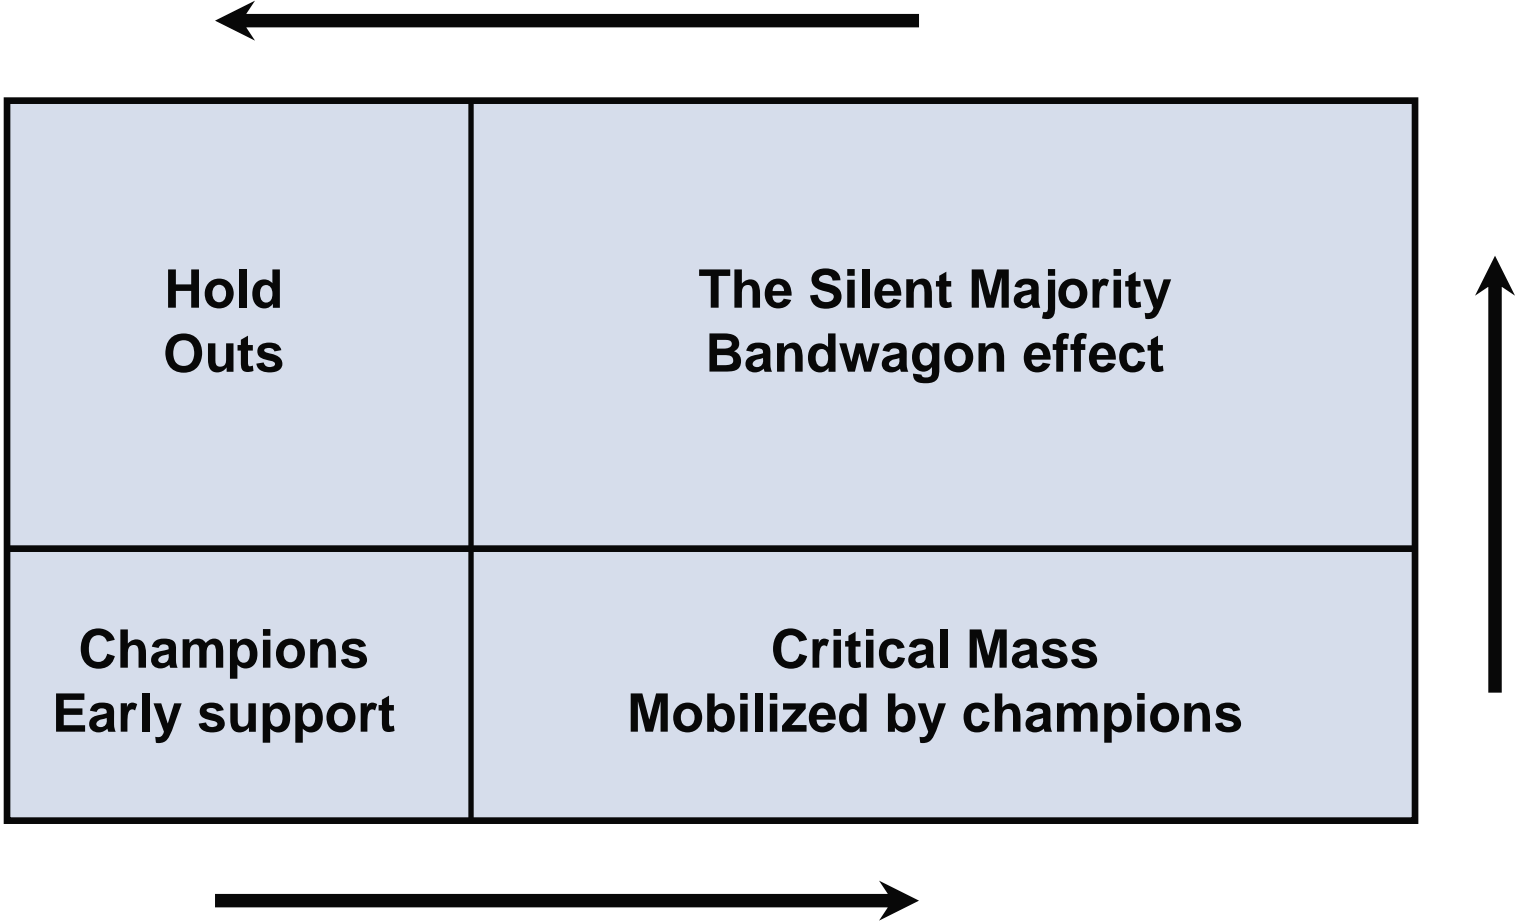 Hold
Outs
The Silent Majority
Bandwagon effect
Champions
Early support
Critical Mass
Mobilized by champions